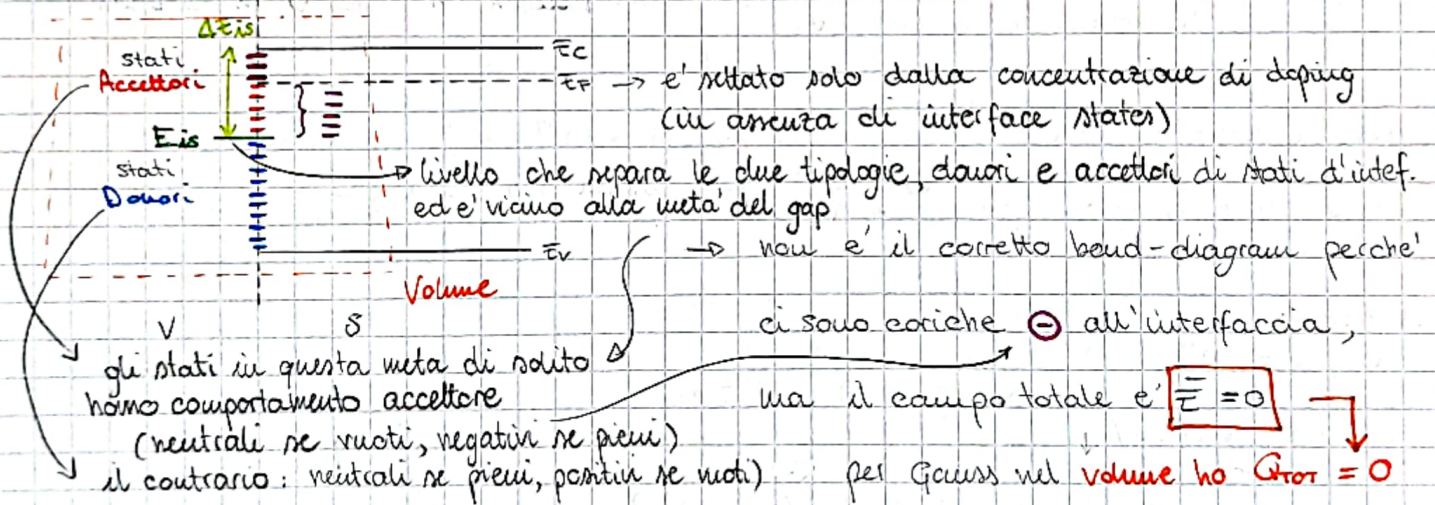 ΔEis
stati
Accettori
Ec
EF → e' settato solo dalla concentrazione di doping
(in assenza di interface states)
Eis
stati
Donori
livello che separa le due tipologie, donori e accettori di stati d'intef.
ed e' vicino alla meta' del gap
Ev
→ non e' il corretto bend-diagram perche'
Volume
V S
ci sono cariche ⊖ all'interfaccia,
gli stati in questa meta di solito
hanno comportamento accettore
ma il campo totale e' E = 0
(neutrali se vuoti, negativi se pieni)
il contrario: neutrali se pieni, positivi se vuoti)
per Gauss nel volume ho QTOT = 0